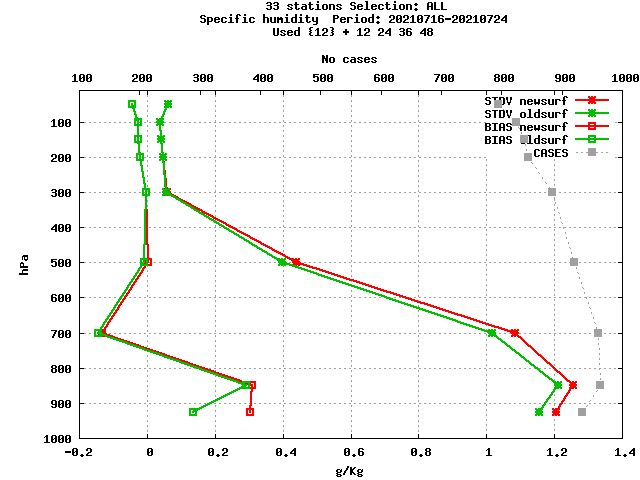 33 stations Selection: ALL
Specific humidity  Period: 20210716-20210724
Used {12} + 12 24 36 48
No cases
100 200 300 400 500 600 700 800 900 1000
STDV newsurf
STDV oldsurf
BIAS newsurf
BIAS oldsurf
CASES
100
200
300
400
500
600
700
800
900
1000
hPa
-0.2 0 0.2 0.4 0.6 0.8 1 1.2 1.4
g/Kg